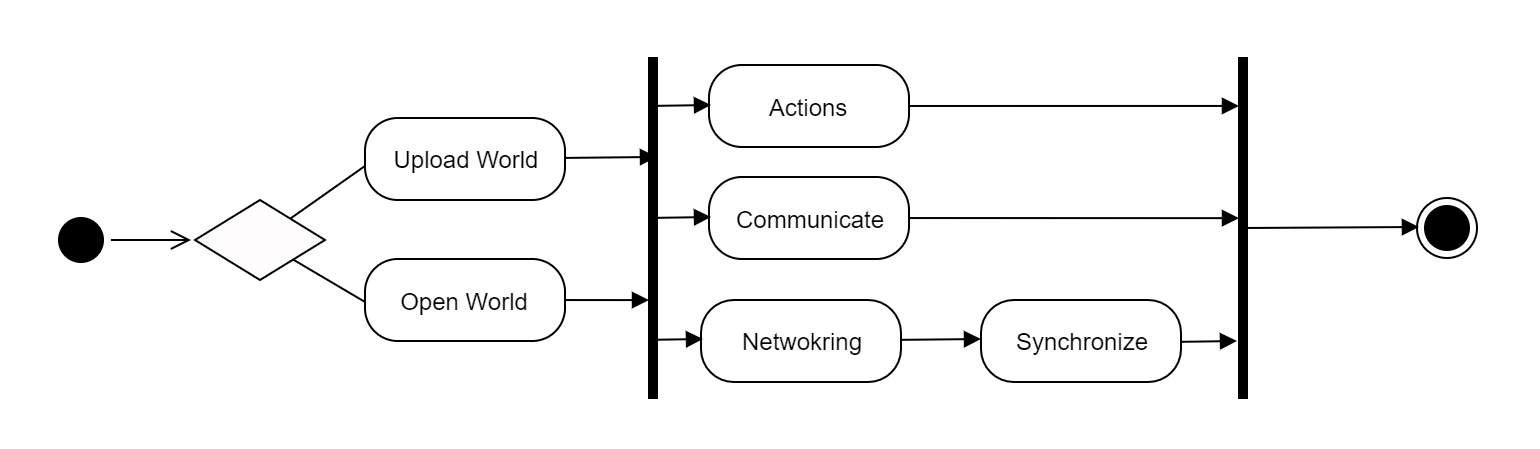 Upload World
Open World
Actions
Communicate
Netwokring
Synchronize